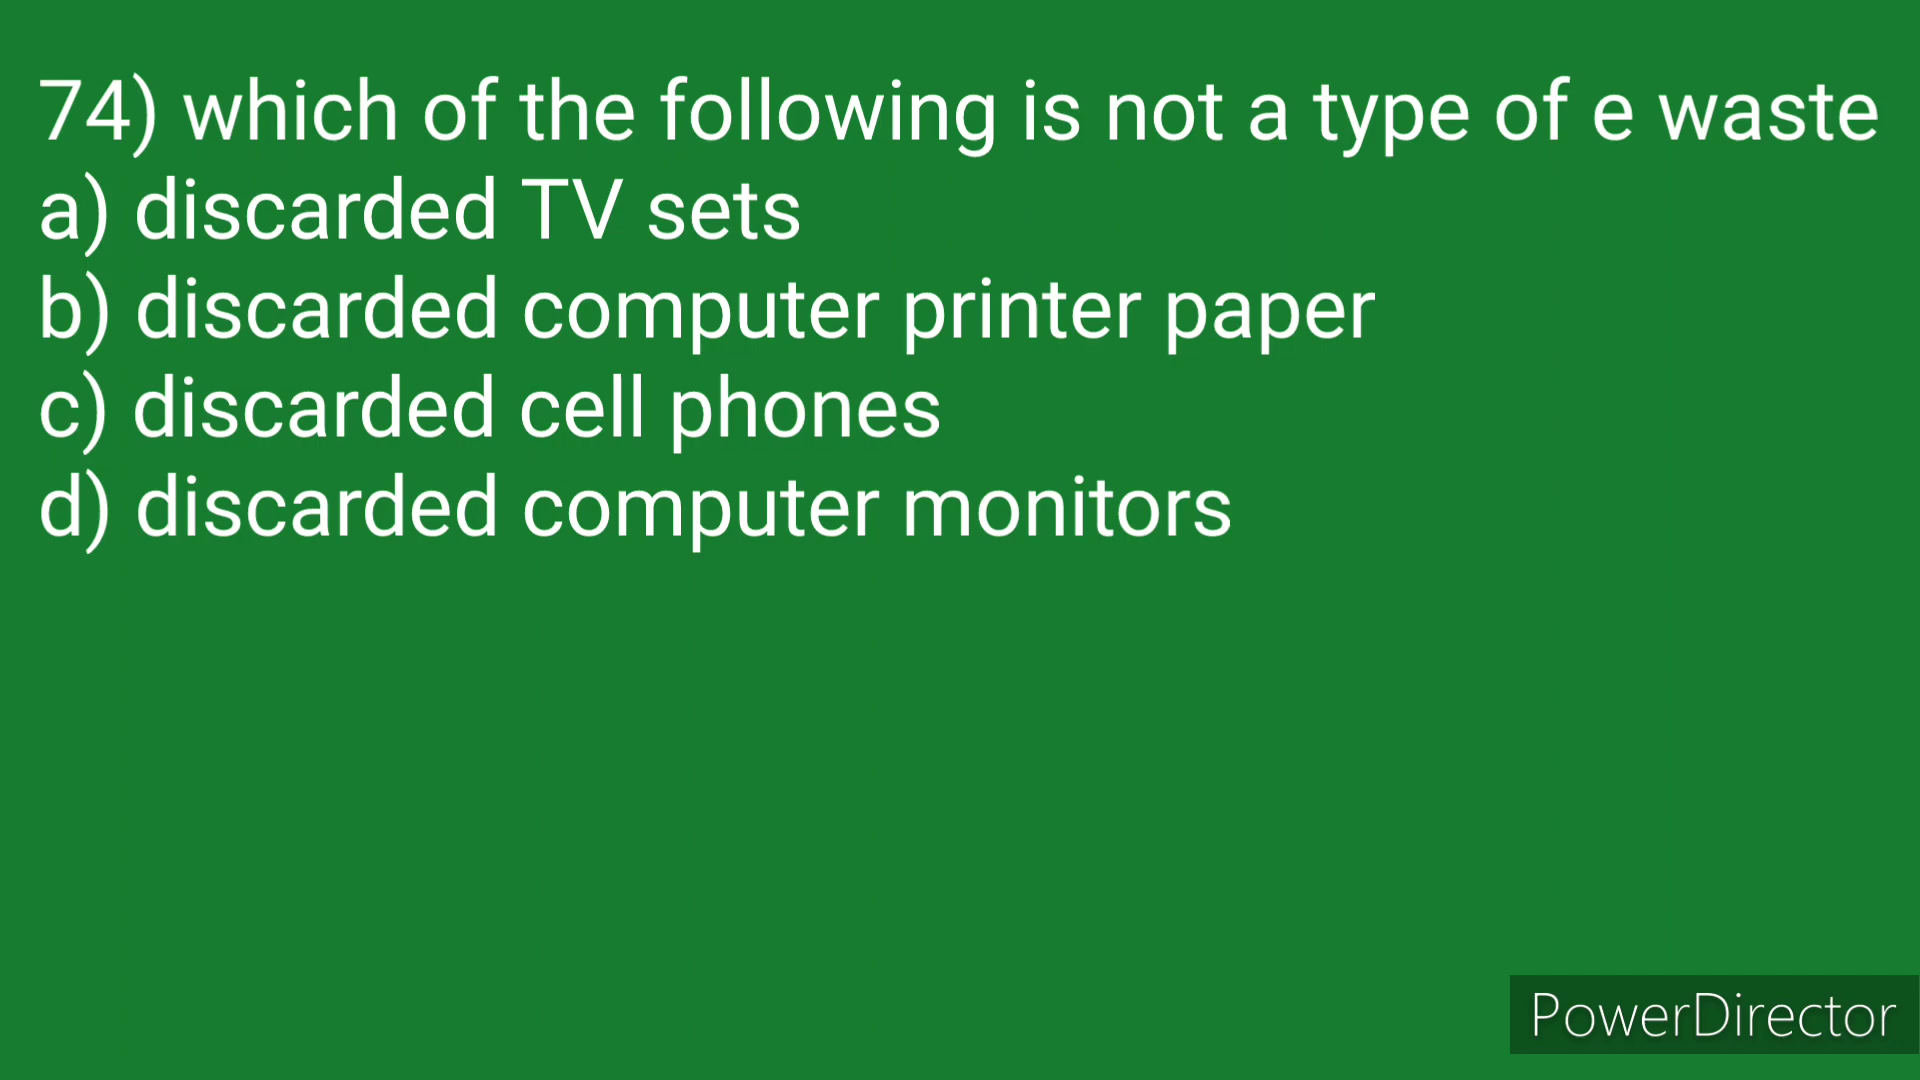 74) which of the following is not a type of e waste
a) discarded TV sets
b) discarded computer printer paper
c) discarded cell phones
d) discarded computer monitors
PowerDirector